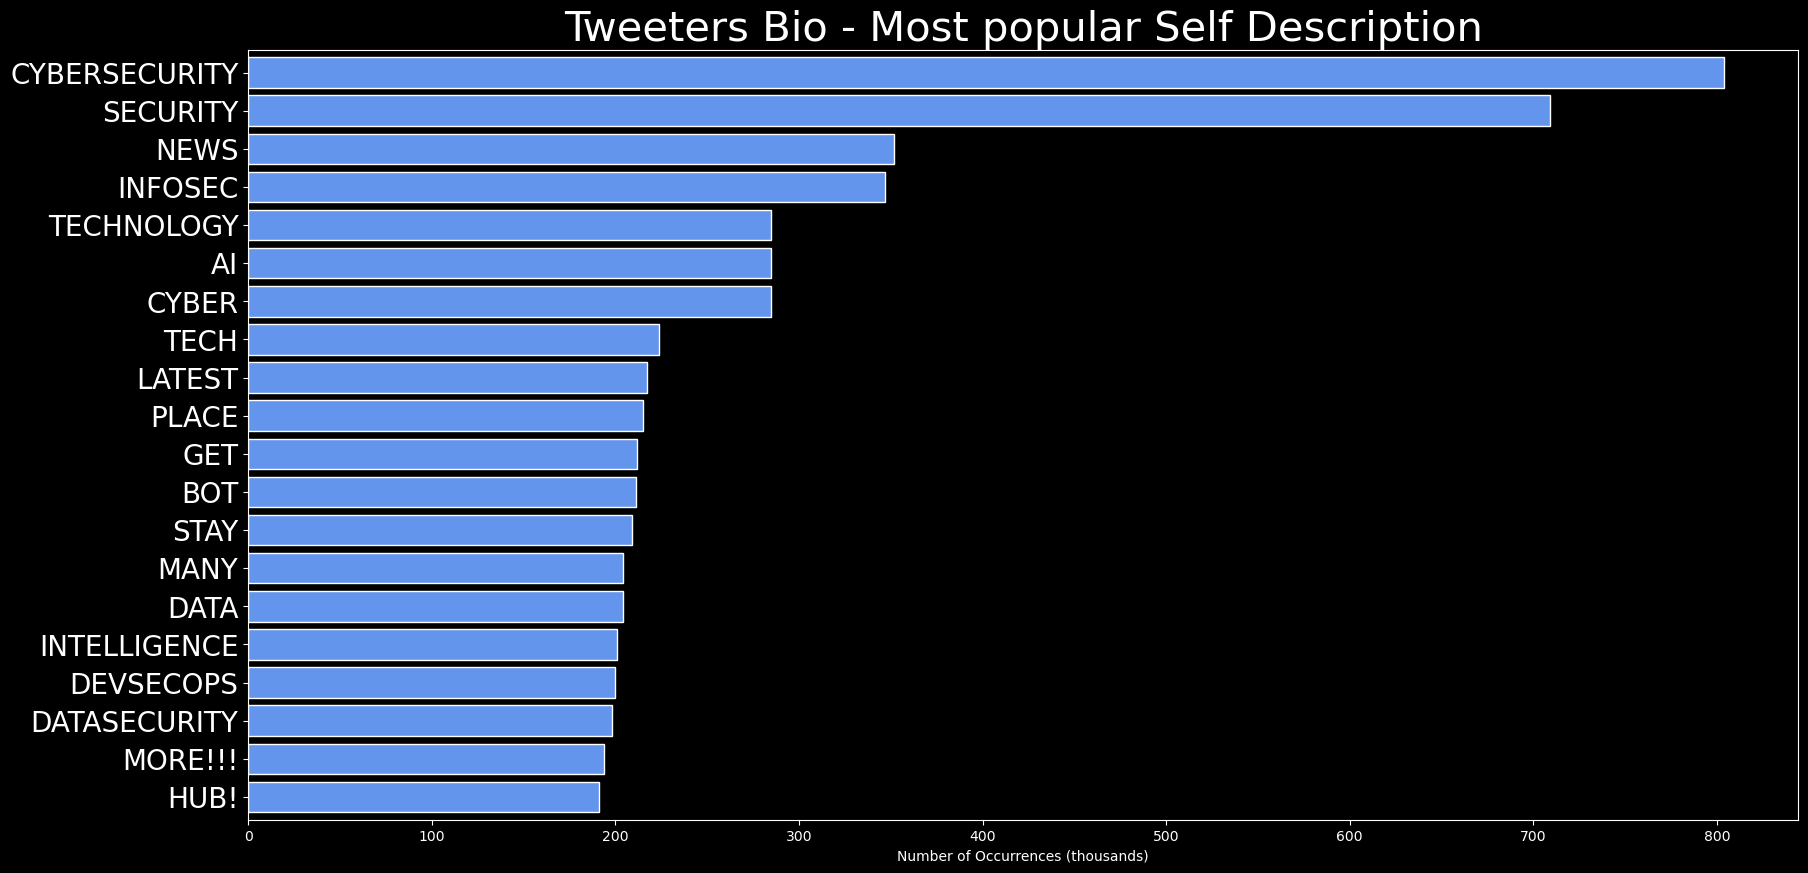 Tweeters Bio - Most popular Self Description
CYBERSECURITY
SECURITY
NEWS
INFOSEC
TECHNOLOGY
AI
CYBER
TECH
LATEST
PLACE
GET
BOT
STAY
MANY
DATA
INTELLIGENCE
DEVSECOPS
DATASECURITY
MORE!!!
HUB!
0 100 200 300 400 500 600 700 800
Number of Occurrences (thousands)